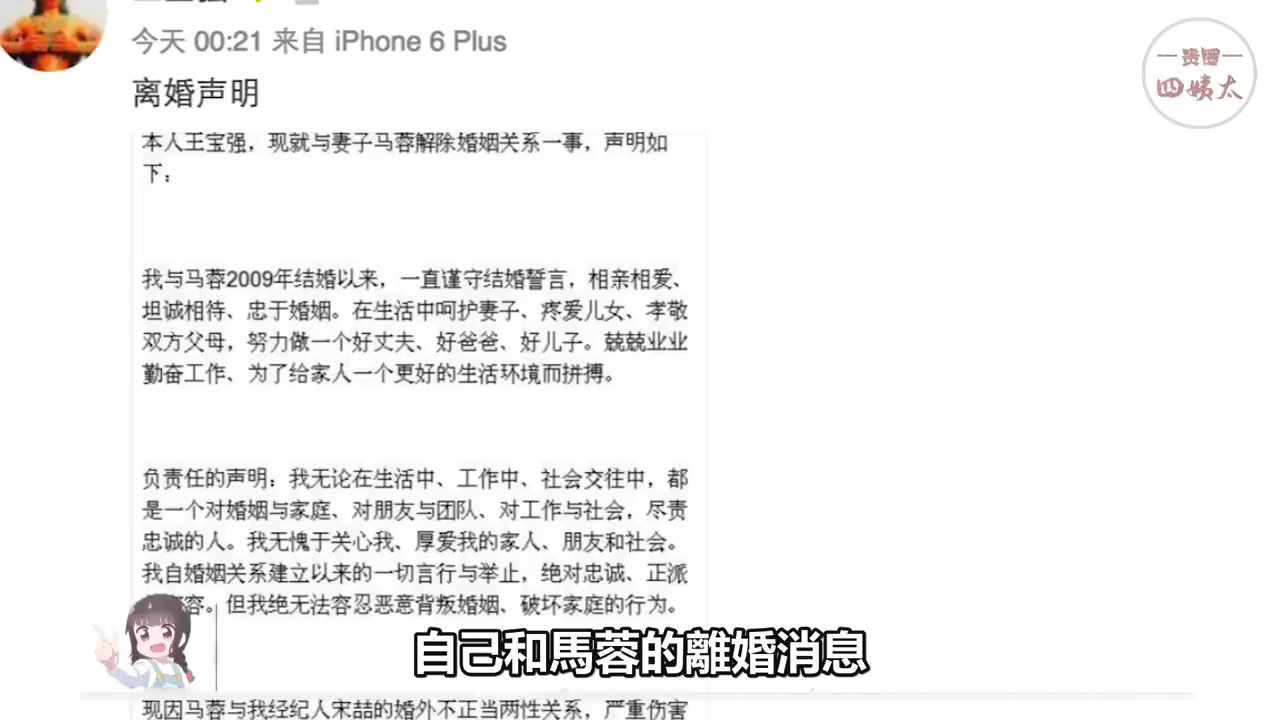 今天 00:21 来自 iPhone 6 Plus
贵圈
四姨太
离婚声明
本人王宝强，现就与妻子马蓉解除婚姻关系一事，声明如
下：
我与马蓉2009年结婚以来，一直谨守结婚誓言，相亲相爱、
坦诚相待、忠于婚姻。在生活中呵护妻子、疼爱儿女、孝敬
双方父母，努力做一个好丈夫、好爸爸、好儿子。兢兢业业
勤奋工作、为了给家人一个更好的生活环境而拼搏。
负责任的声明：我无论在生活中、工作中、社会交往中，都
是一个对婚姻与家庭、对朋友与团队、对工作与社会，尽责
忠诚的人。我无愧于关心我、厚爱我的家人、朋友和社会。
我自婚姻关系建立以来的一切言行与举止，绝对忠诚、正派
容。但我绝无法容忍恶意背叛婚姻、破坏家庭的行为。
自己和馬蓉的離婚消息
现因马蓉与我经纪人宋喆的婚外不正当两性关系，严重伤害